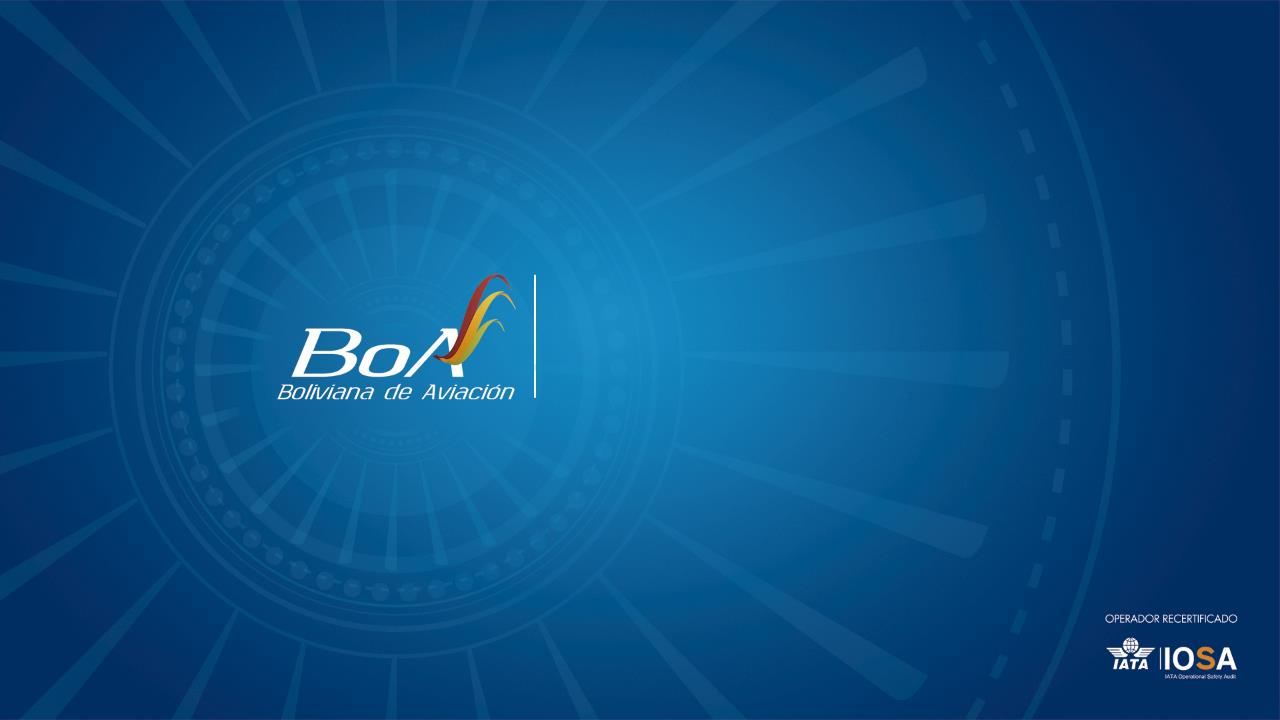 BoA
Boliviana de Aviación
OPERADOR RECERTIFICADO
IATA
IOSA
IATA Operational Safety Audit